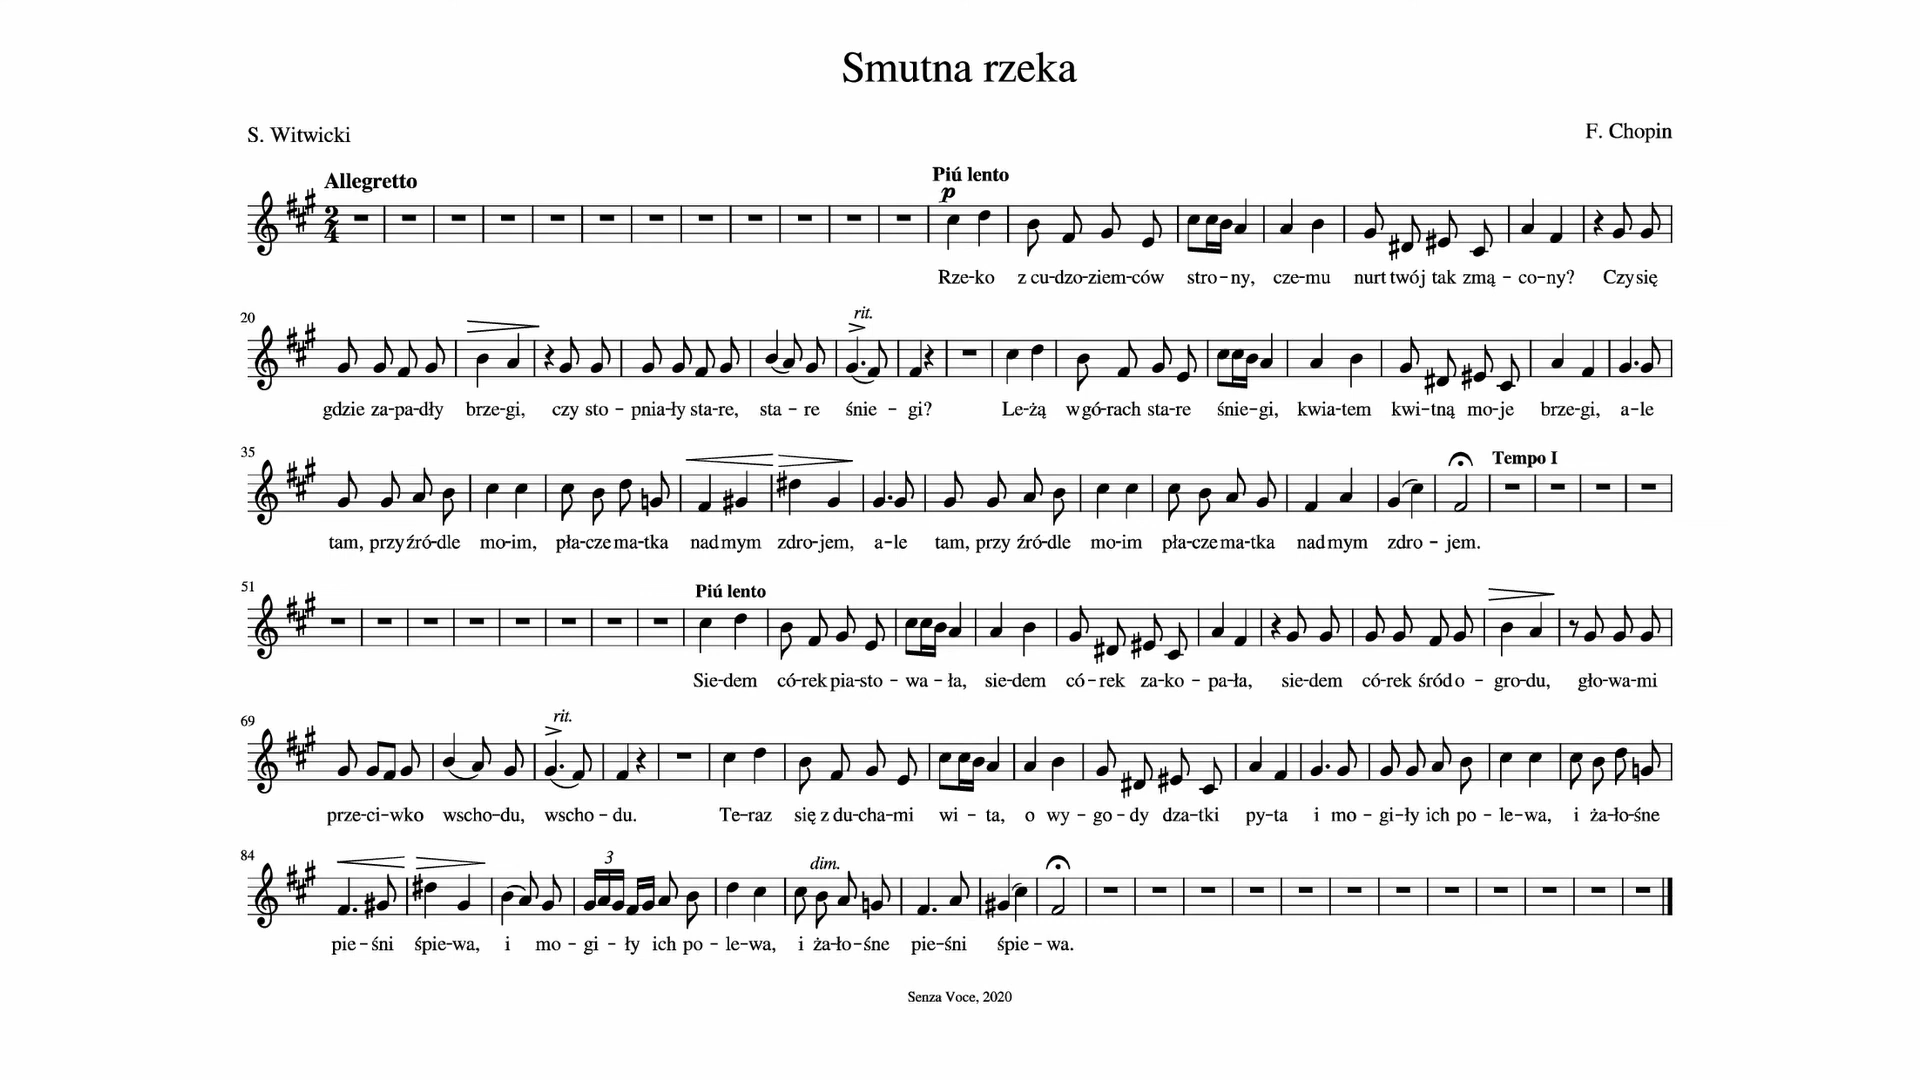 Smutna rzeka
S. Witwicki
F. Chopin
Allegretto
Piú lento
p
2
4
Rze-ko z cu-dzo-ziem-ców stro-ny, cze-mu nurt twój tak zmą-co-ny? Czy się
20
rit.
gdzie za-pa-dły brze-gi, czy sto-pnia-ły sta-re, sta-re śnie-gi? Le-żą w gó-rach sta-re śnie-gi, kwia-tem kwi-tną mo-je brze-gi, a-le
35
Tempo I
tam, przy źró-dle mo-im, pła-cze ma-tka nad mym zdro-jem, a-le tam, przy źró-dle mo-im pła-cze ma-tka nad mym zdro-jem.
51
Piú lento
Sie-dem có-rek pia-sto-wa-ła, sie-dem có-rek za-ko-pa-ła, sie-dem có-rek śród o-gro-du, gło-wa-mi
69
rit.
prze-ci-wko wscho-du, wscho-du. Te-raz się z du-cha-mi wi-ta, o wy-go-dy dza-tki py-ta i mo-gi-ły ich po-le-wa, i ża-ło-śne
84
3
dim.
pie-śni śpie-wa, i mo-gi-ły ich po-le-wa, i ża-ło-śne pie-śni śpie-wa.
Senza Voce, 2020